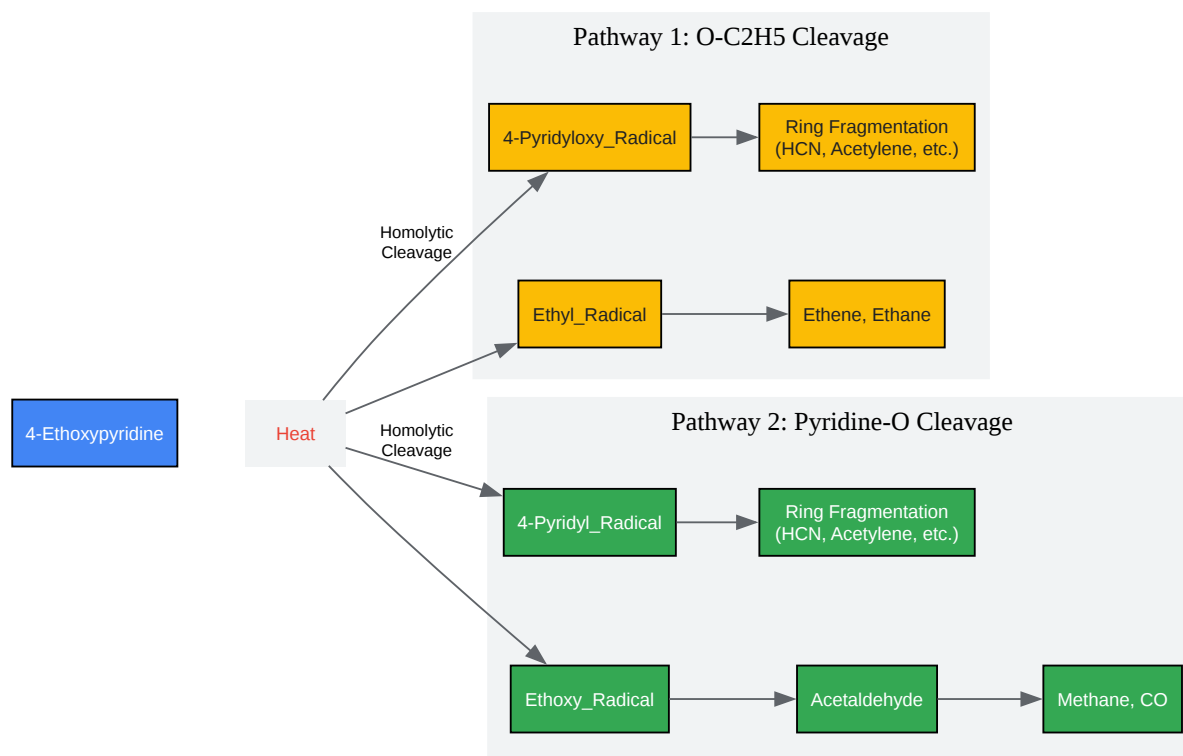 Pathway 1: O-C2H5 Cleavage
4-Pyridyloxy_Radical
Ring Fragmentation
(HCN, Acetylene, etc.)
Homolytic
Cleavage
Ethyl_Radical
Ethene, Ethane
4-Ethoxypyridine
Heat
Homolytic
Cleavage
Pathway 2: Pyridine-O Cleavage
4-Pyridyl_Radical
Ring Fragmentation
(HCN, Acetylene, etc.)
Ethoxy_Radical
Acetaldehyde
Methane, CO